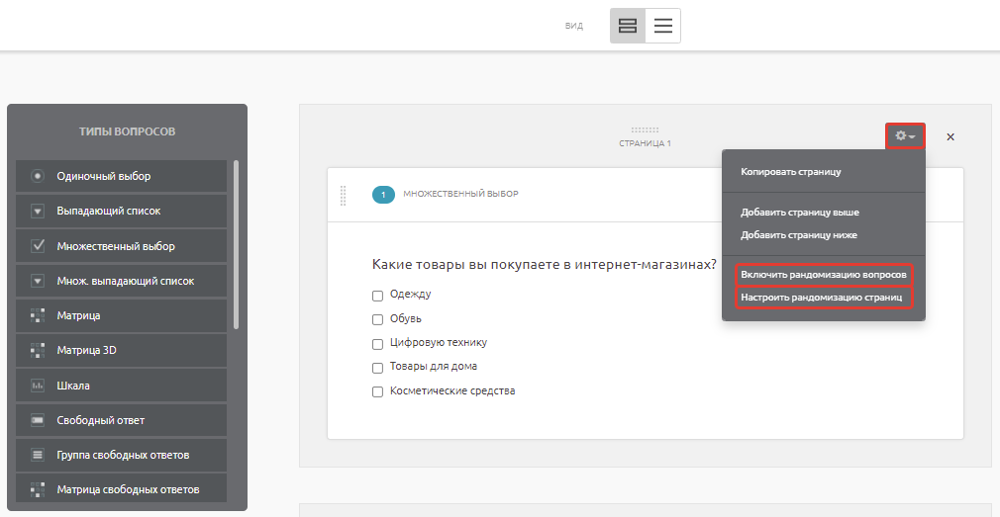 ВИД
ТИПЫ ВОПРОСОВ
Одиночный выбор
Выпадающий список
Множественный выбор
Множ. выпадающий список
Матрица
Матрица 3D
Шкала
Свободный ответ
Группа свободных ответов
Матрица свободных ответов
СТРАНИЦА 1
1 МНОЖЕСТВЕННЫЙ ВЫБОР
Какие товары вы покупаете в интернет-магазинах?
Одежду
Обувь
Цифровую технику
Товары для дома
Косметические средства
Копировать страницу
Добавить страницу выше
Добавить страницу ниже
Включить рандомизацию вопросов
Настроить рандомизацию страниц